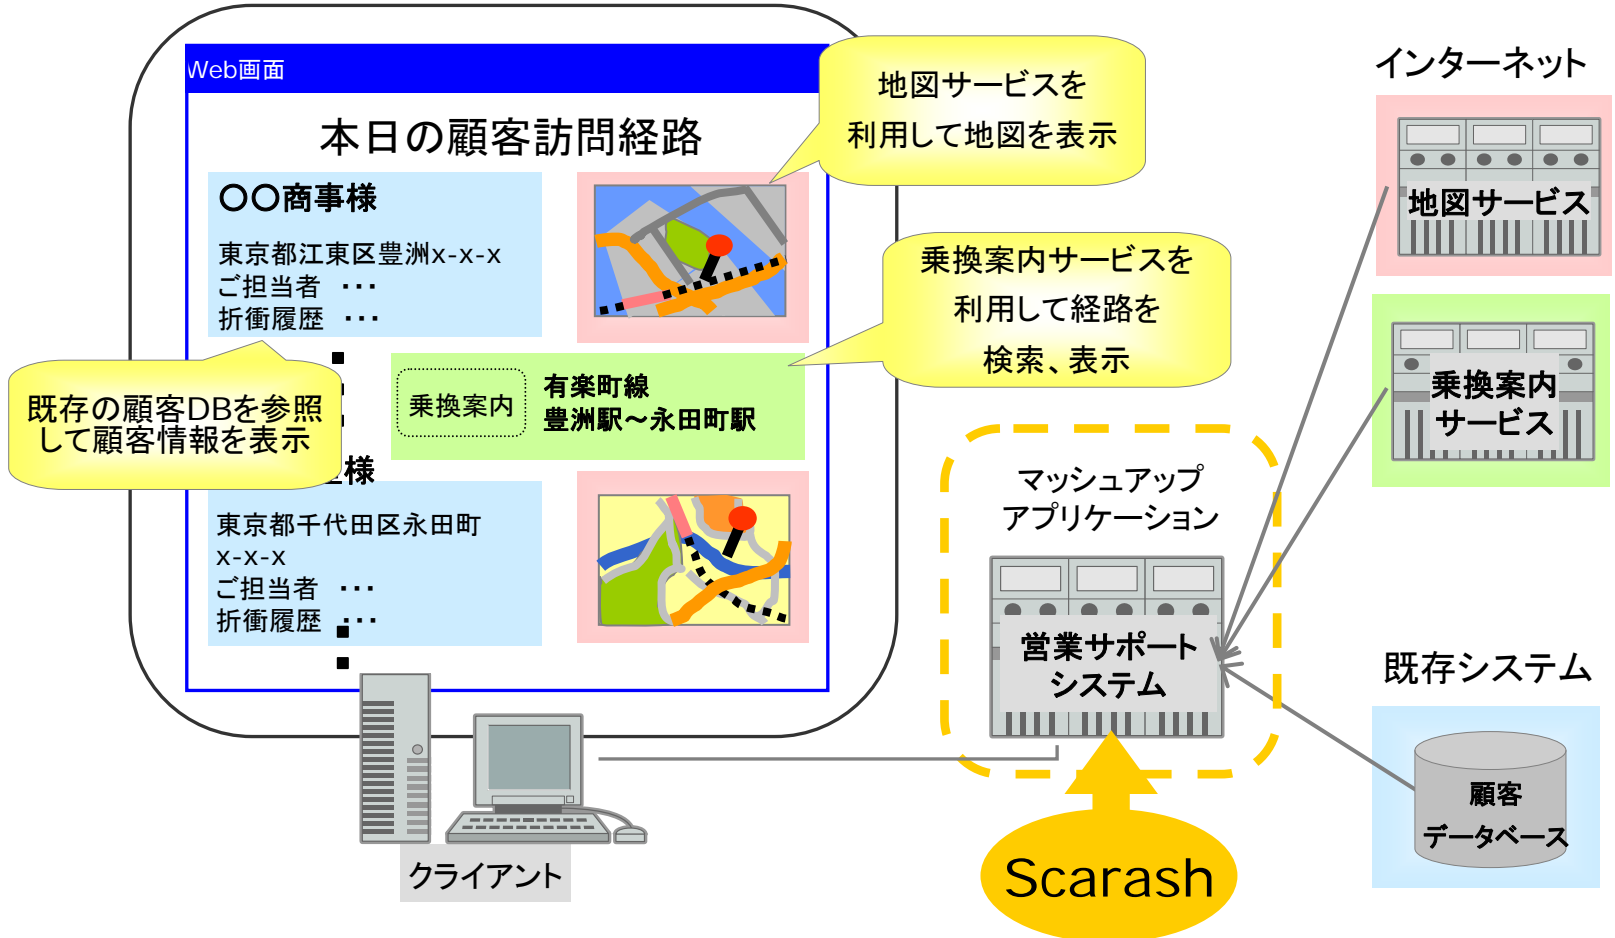 Web画面
本日の顧客訪問経路
〇〇商事様
東京都江東区豊洲x-x-x
ご担当者　・・・
折衝履歴　・・・
地図サービスを
利用して地図を表示
乗換案内サービスを
利用して経路を
検索、表示
既存の顧客DBを参照
して顧客情報を表示
乗換案内
有楽町線
豊洲駅～永田町駅
様
東京都千代田区永田町
x-x-x
ご担当者　・・・
折衝履歴　・・・
クライアント
マッシュアップ
アプリケーション
営業サポート
システム
Scarash
インターネット
地図サービス
乗換案内
サービス
既存システム
顧客
データベース